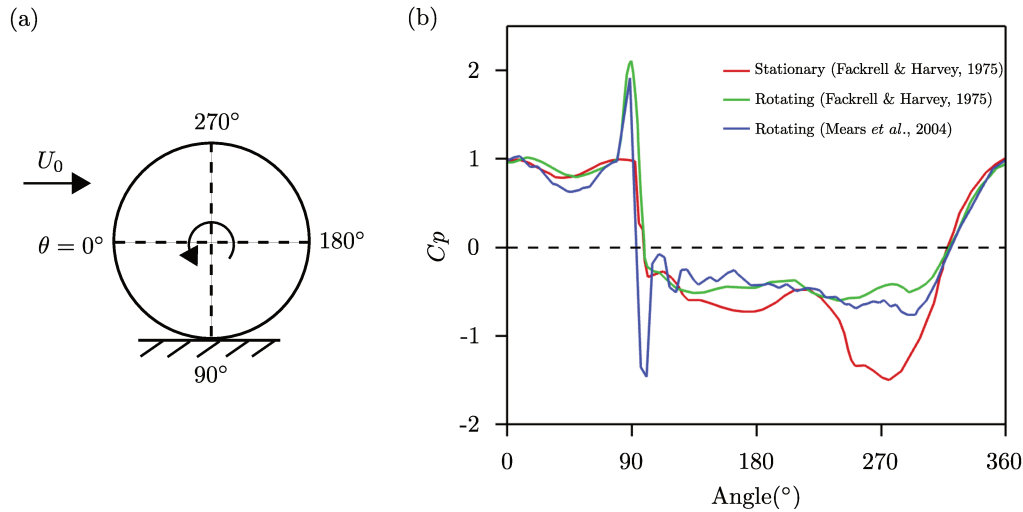 (a)
270°
U0
θ = 0°
180°
90°
(b)
Stationary (Fackrell & Harvey, 1975)
Rotating (Fackrell & Harvey, 1975)
Rotating (Mears et al., 2004)
Cp
2
1
0
-1
-2
0 90 180 270 360
Angle(°)